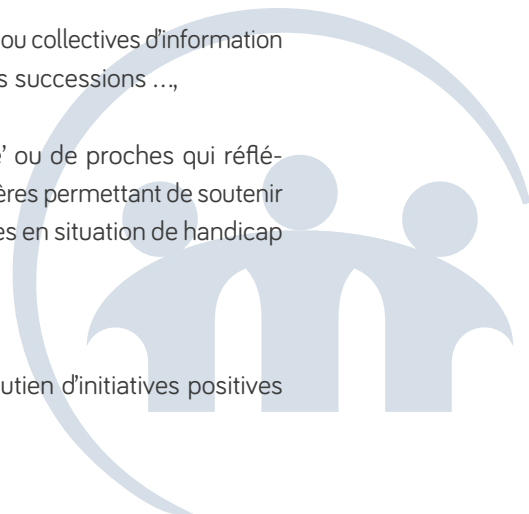 ou collectives d’information
s successions …,
’ ou de proches qui réflé-
ères permettant de soutenir
es en situation de handicap
utien d’initiatives positives